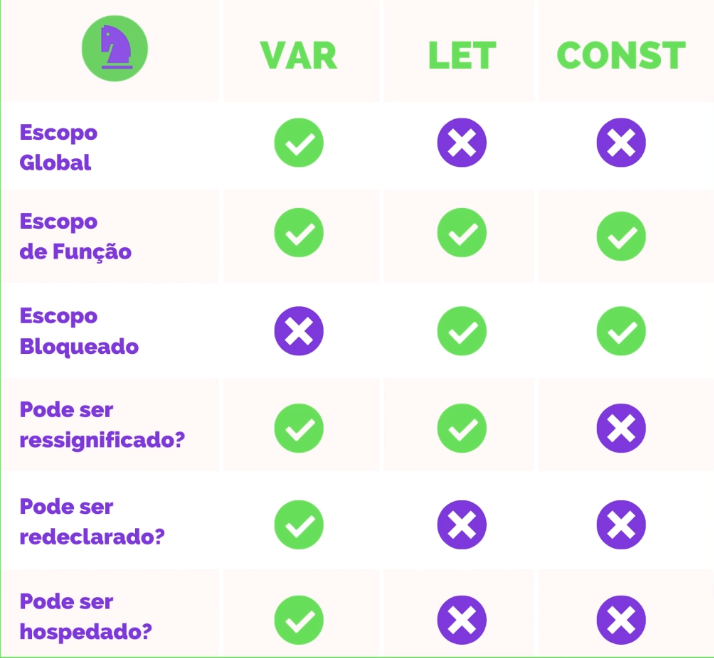 VAR LET CONST
Escopo
Global
Escopo
de Função
Escopo
Bloqueado
Pode ser
ressignificado?
Pode ser
redeclarado?
Pode ser
hospedado?